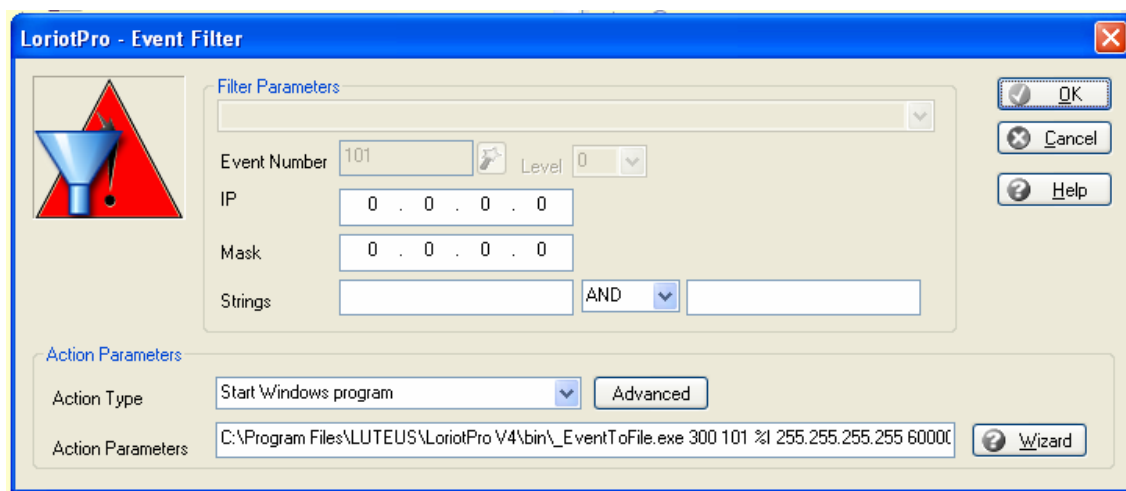 LoriotPro - Event Filter
Filter Parameters
OK
Cancel
Help
Event Number 101 Level 0
IP 0 . 0 . 0 . 0
Mask 0 . 0 . 0 . 0
Strings AND
Action Parameters
Action Type Start Windows program Advanced
Action Parameters C:\Program Files\LUTEUS\LoriotPro V4\bin\_EventToFile.exe 300 101 %I 255.255.255.255 6000 Wizard